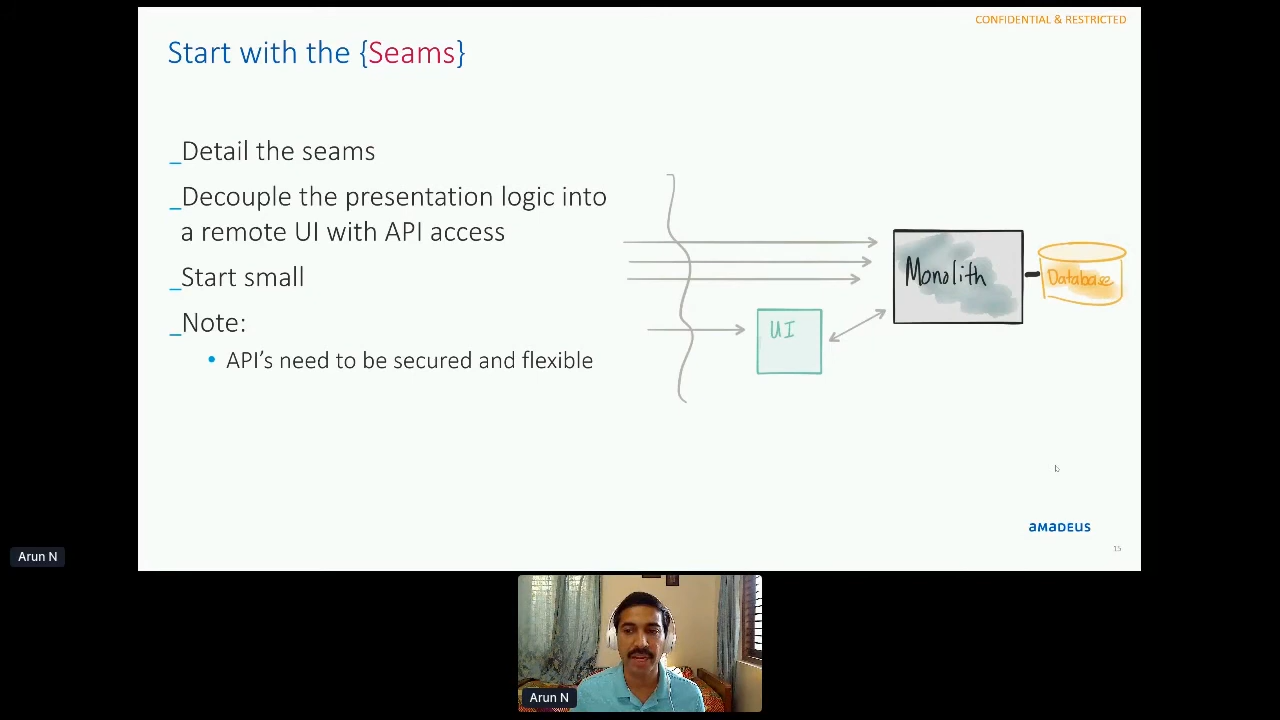 CONFIDENTIAL & RESTRICTED
Start with the {Seams}
_Detail the seams
_Decouple the presentation logic into
a remote UI with API access
_Start small
_Note:
• API's need to be secured and flexible
Monolith
Database
UI
amadeus
15
Arun N
Arun N